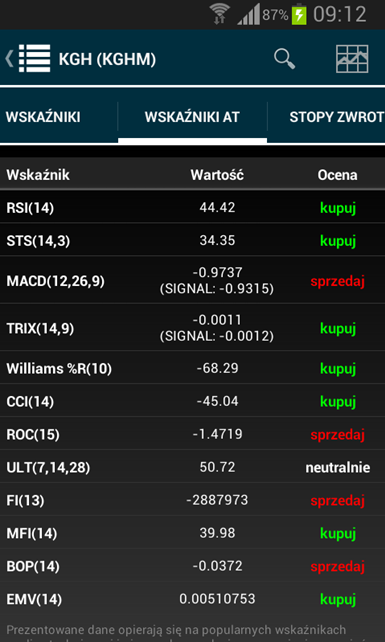 87% 09:12
KGH (KGHM)
WSKAŹNIKI WSKAŹNIKI AT STOPY ZWROT
Wskaźnik Wartość Ocena
RSI(14) 44.42 kupuj
STS(14,3) 34.35 kupuj
MACD(12,26,9) -0.9737 (SIGNAL: -0.9315) sprzedaj
TRIX(14,9) -0.0011 (SIGNAL: -0.0012) kupuj
Williams %R(10) -68.29 kupuj
CCI(14) -45.04 kupuj
ROC(15) -1.4719 sprzedaj
ULT(7,14,28) 50.72 neutralnie
FI(13) -2887973 sprzedaj
MFI(14) 39.98 kupuj
BOP(14) -0.0372 sprzedaj
EMV(14) 0.00510753 kupuj
Prezentowane dane opierają się na popularnych wskaźnikach